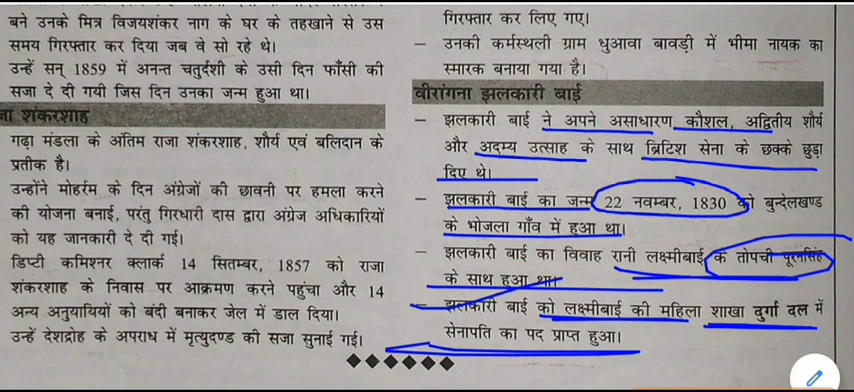 बने उनके मित्र विजयशंकर नाग के घर के तहखाने से उस
समय गिरफ्तार कर दिया जब वे सो रहे थे।
उन्हें सन् 1859 में अनन्त चतुर्दशी के उसी दिन फाँसी की
सजा दे दी गयी जिस दिन उनका जन्म हुआ था।
जा शंकरशाह
गढ़ा मंडला के अंतिम राजा शंकरशाह, शौर्य एवं बलिदान के
प्रतीक है।
उन्होंने मोहर्रम के दिन अंग्रेजों की छावनी पर हमला करने
की योजना बनाई, परंतु गिरधारी दास द्वारा अंग्रेज अधिकारियों
को यह जानकारी दे दी गई।
डिप्टी कमिश्नर क्लार्क 14 सितम्बर, 1857 को राजा
शंकरशाह के निवास पर आक्रमण करने पहुंचा और 14
अन्य अनुयायियों को बंदी बनाकर जेल में डाल दिया।
उन्हें देशद्रोह के अपराध में मृत्युदण्ड की सजा सुनाई गई।
गिरफ्तार कर लिए गए।
– उनकी कर्मस्थली ग्राम धुआवा बावड़ी में भीमा नायक का
स्मारक बनाया गया है।
वीरांगना झलकारी बाई
– झलकारी बाई ने अपने असाधारण कौशल, अद्वितीय शौर्य
और अदम्य उत्साह के साथ ब्रिटिश सेना के छक्के छुड़ा
दिए थे।
– झलकारी बाई का जन्म 22 नवम्बर, 1830 को बुन्देलखण्ड
के भोजला गाँव में हुआ था।
– झलकारी बाई का विवाह रानी लक्ष्मीबाई के तोपची पूरनसिंह
के साथ हुआ था।
– झलकारी बाई को लक्ष्मीबाई की महिला शाखा दुर्गा दल में
सेनापति का पद प्राप्त हुआ।